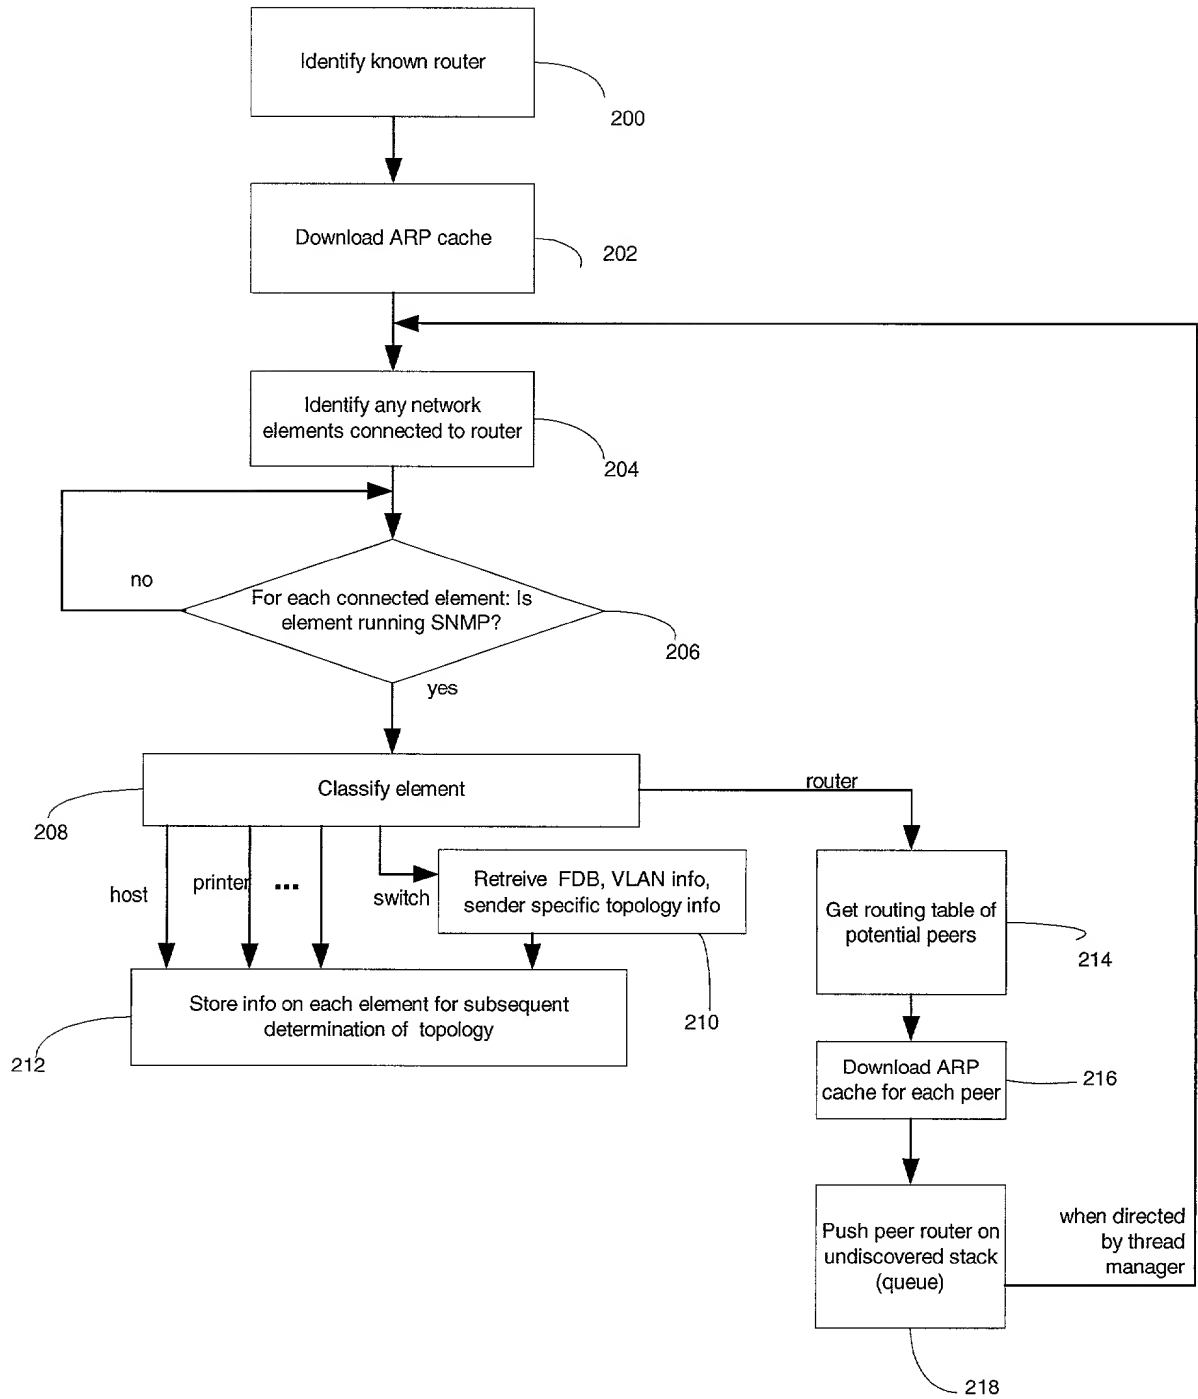 Identify known router
200
Download ARP cache
202
Identify any network
elements connected to router
204
no
For each connected element: Is
element running SNMP?
206
yes
Classify element
router
208
host
printer
...
switch
Retreive FDB, VLAN info,
sender specific topology info
Get routing table of
potential peers
214
Store info on each element for subsequent
determination of topology
210
212
Download ARP
cache for each peer
216
Push peer router on
undiscovered stack
(queue)
when directed
by thread
manager
218